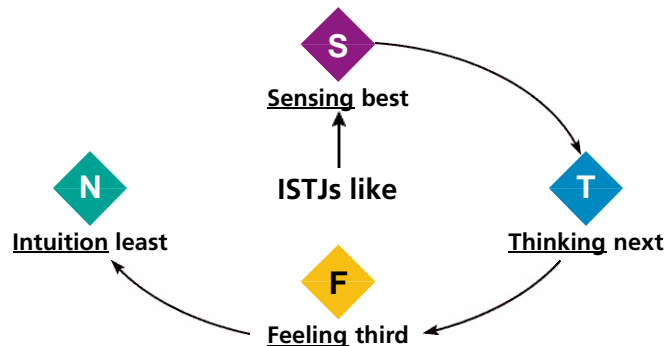 S
Sensing best
ISTJs like
N
Intuition least
T
Thinking next
F
Feeling third